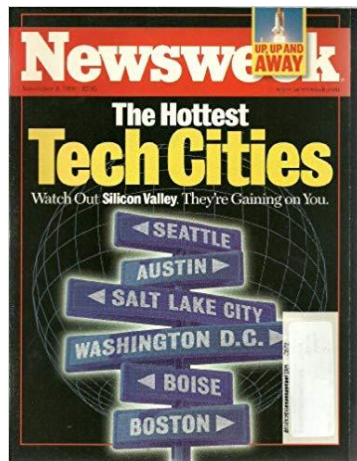 UP, UP AND
AWAY
Newsweek
The Hottest
Tech Cities
Watch Out Silicon Valley. They're Gaining on You.
SEATTLE
AUSTIN
SALT LAKE CITY
WASHINGTON D.C.
BOISE
BOSTON